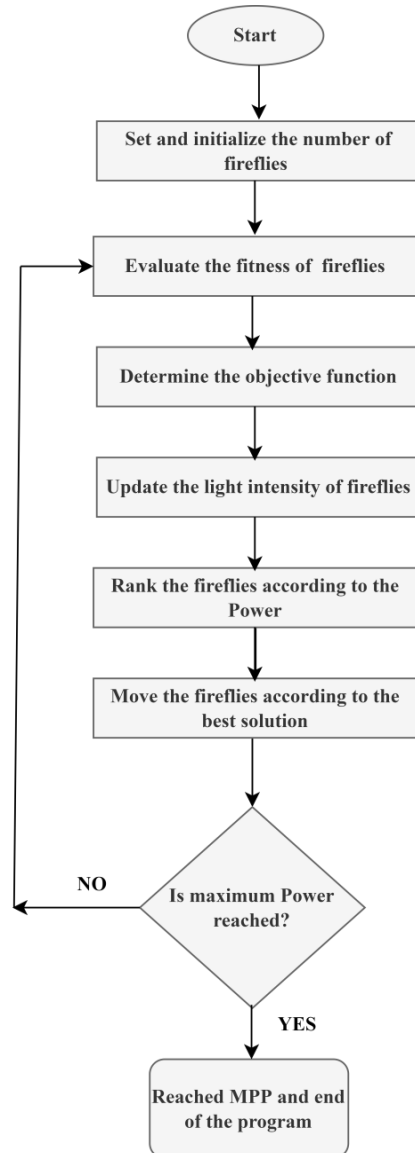 Start
Set and initialize the number of
fireflies
Evaluate the fitness of fireflies
Determine the objective function
Update the light intensity of fireflies
Rank the fireflies according to the
Power
Move the fireflies according to the
best solution
NO
Is maximum Power
reached?
YES
Reached MPP and end
of the program